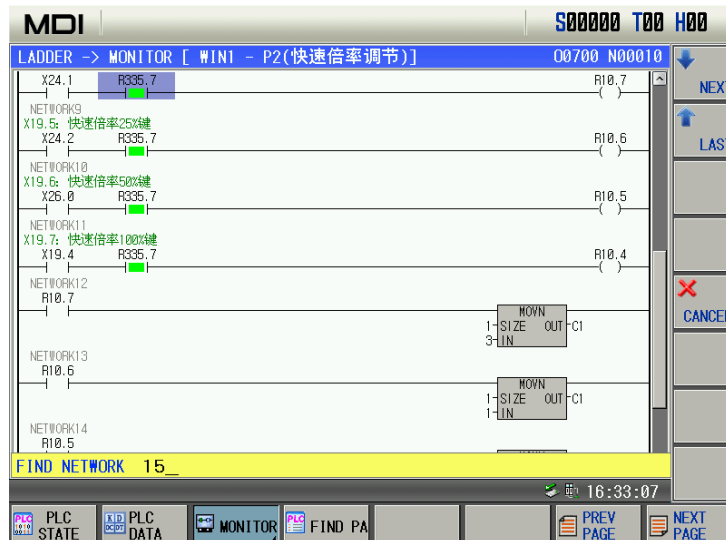 MDI S00000 T00 H00
LADDER -> MONITOR [ WIN1 - P2(快速倍率调节)] O0700 N00010
NEXT
X24.1 R335.7 R10.7
NETWORK9
X19.5: 快速倍率25%键
X24.2 R335.7 R10.6
LAST
NETWORK10
X19.6: 快速倍率50%键
X26.0 R335.7 R10.5
NETWORK11
X19.7: 快速倍率100%键
X19.4 R335.7 R10.4
NETWORK12
R10.7
MOVN
1 SIZE OUT C1
3 IN
CANCEL
NETWORK13
R10.6
MOVN
1 SIZE OUT C1
1 IN
NETWORK14
R10.5
FIND NETWORK 15_
16:33:07
PLC STATE
PLC DATA
MONITOR
FIND PA
PREV PAGE
NEXT PAGE